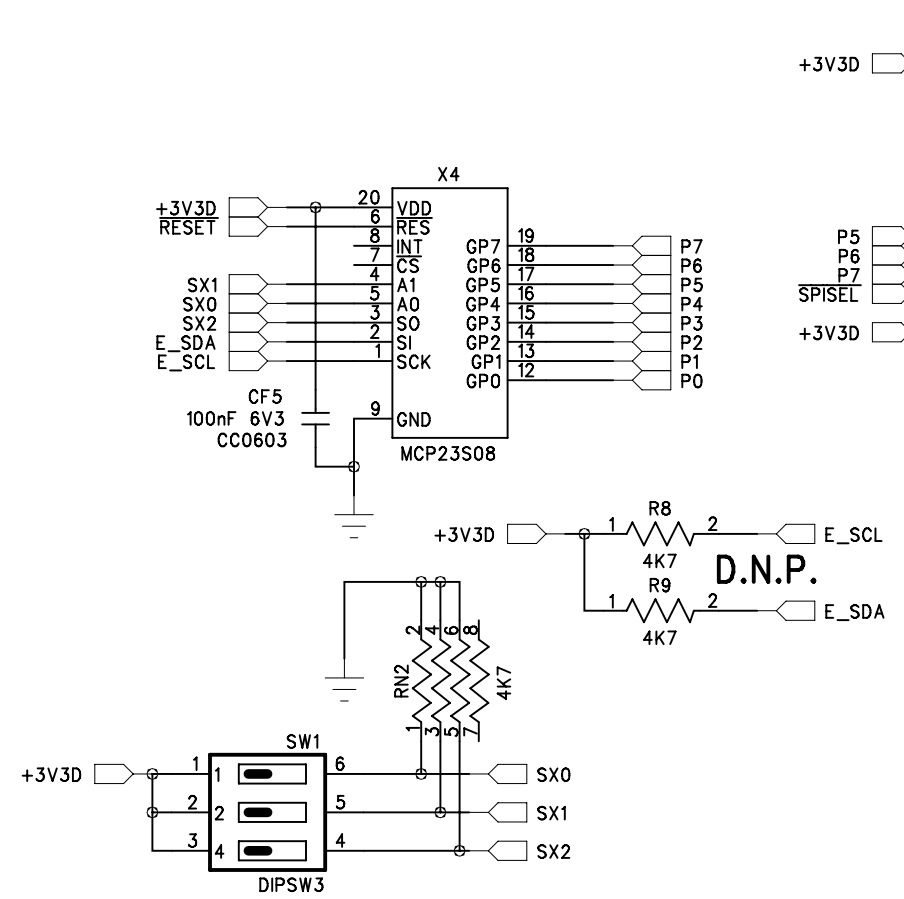 +3V3D
X4
+3V3D 20 VDD
RESET 6 RES
8 INT GP7 19 P7
7 CS GP6 18 P6
SX1 4 A1 GP5 17 P5
SX0 5 A0 GP4 16 P4
SX2 3 SO GP3 15 P3
E_SDA 2 SI GP2 14 P2
E_SCL 1 SCK GP1 13 P1
GP0 12 P0
P5
P6
P7
SPISEL
+3V3D
CF5
100nF 6V3
CC0603
9 GND
MCP23S08
R8
+3V3D 1 2 E_SCL
4K7
D.N.P.
R9
1 2 E_SDA
4K7
2 4 6 8
RN2 4K7
1 3 5 7
SW1
+3V3D 1 1 6 SX0
2 2 5 SX1
3 4 4 SX2
DIPSW3